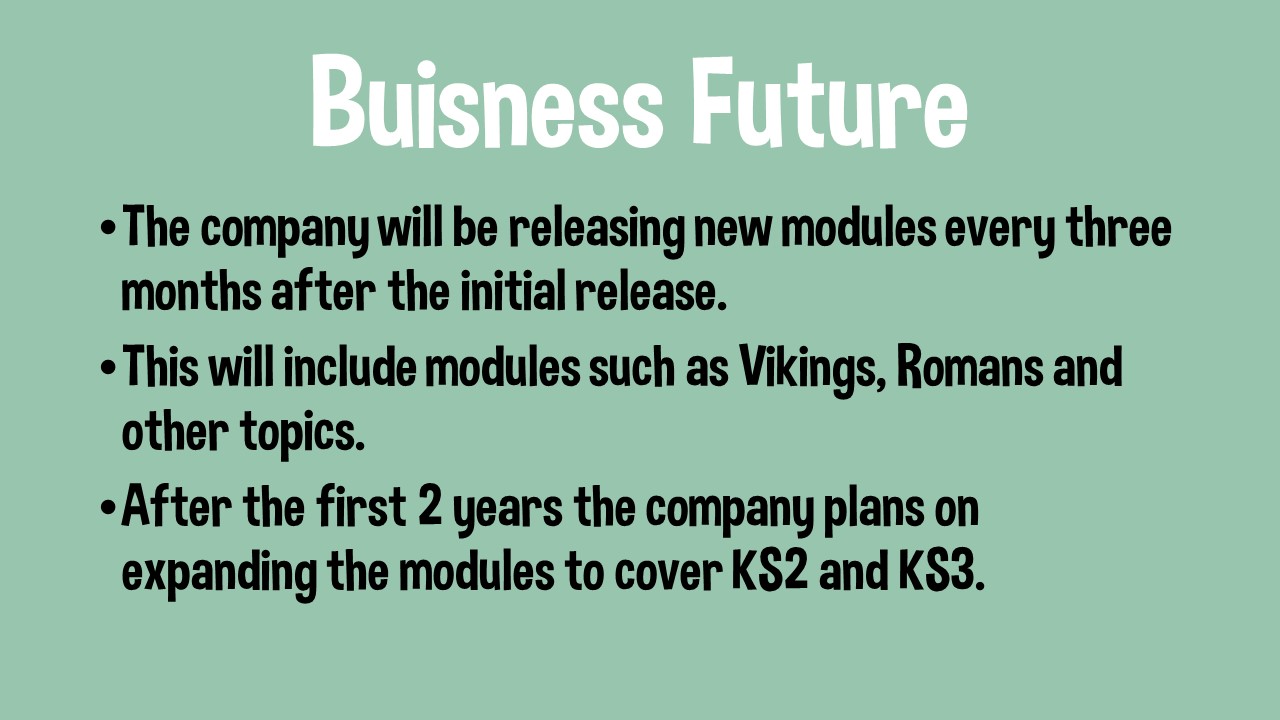 Buisness Future
•The company will be releasing new modules every three
months after the initial release.
•This will include modules such as Vikings, Romans and
other topics.
•After the first 2 years the company plans on
expanding the modules to cover KS2 and KS3.